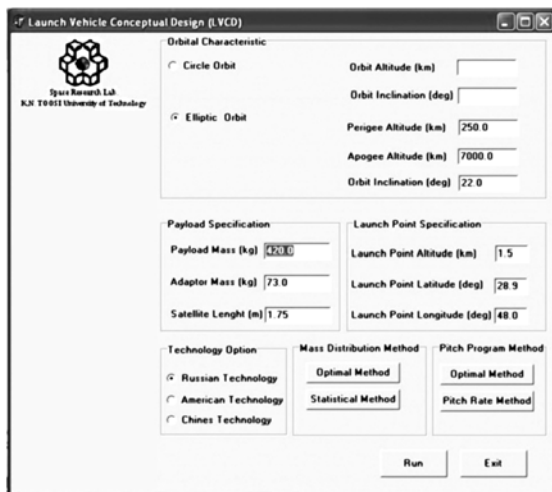 Launch Vehicle Conceptual Design (LVCD)
Space Research Lab
K.N TOOSI University of Technology
Orbital Characteristic
Circle Orbit
Orbit Altitude (km)
Orbit Inclination (deg)
Elliptic Orbit
Perigee Altitude (km) 250.0
Apogee Altitude (km) 7000.0
Orbit Inclination (deg) 22.0
Payload Specification
Payload Mass (kg) 420.0
Adaptor Mass (kg) 73.0
Satellite Lenght (m) 1.75
Launch Point Specification
Launch Point Altitude (km) 1.5
Launch Point Latitude (deg) 28.9
Launch Point Longitude (deg) 48.0
Technology Option
Russian Technology
American Technology
Chines Technology
Mass Distribution Method
Optimal Method
Statistical Method
Pitch Program Method
Optimal Method
Pitch Rate Method
Run
Exit